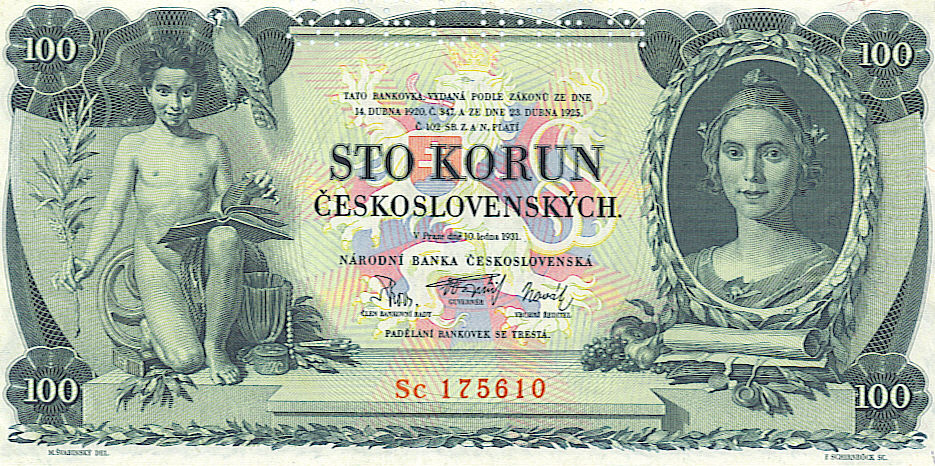 100
100
TATO BANKOVKA VYDANÁ PODLE ZÁKONŮ ZE DNE
14. DUBNA 1920, Č. 347, A ZE DNE 23. DUBNA 1925,
Č. 102 SB. Z. A N., PLATÍ
STO KORUN
ČESKOSLOVENSKÝCH.
V Praze dne 10. ledna 1931.
NÁRODNÍ BANKA ČESKOSLOVENSKÁ
Novák
ČLEN BANKOVNÍ RADY
GUVERNÉR
VRCHNÍ ŘEDITEL
PADĚLÁNÍ BANKOVEK SE TRESTÁ.
100
Sc 175610
100
M. ŠVABINSKÝ DEL.
F. SCHIRNBÖCK SC.